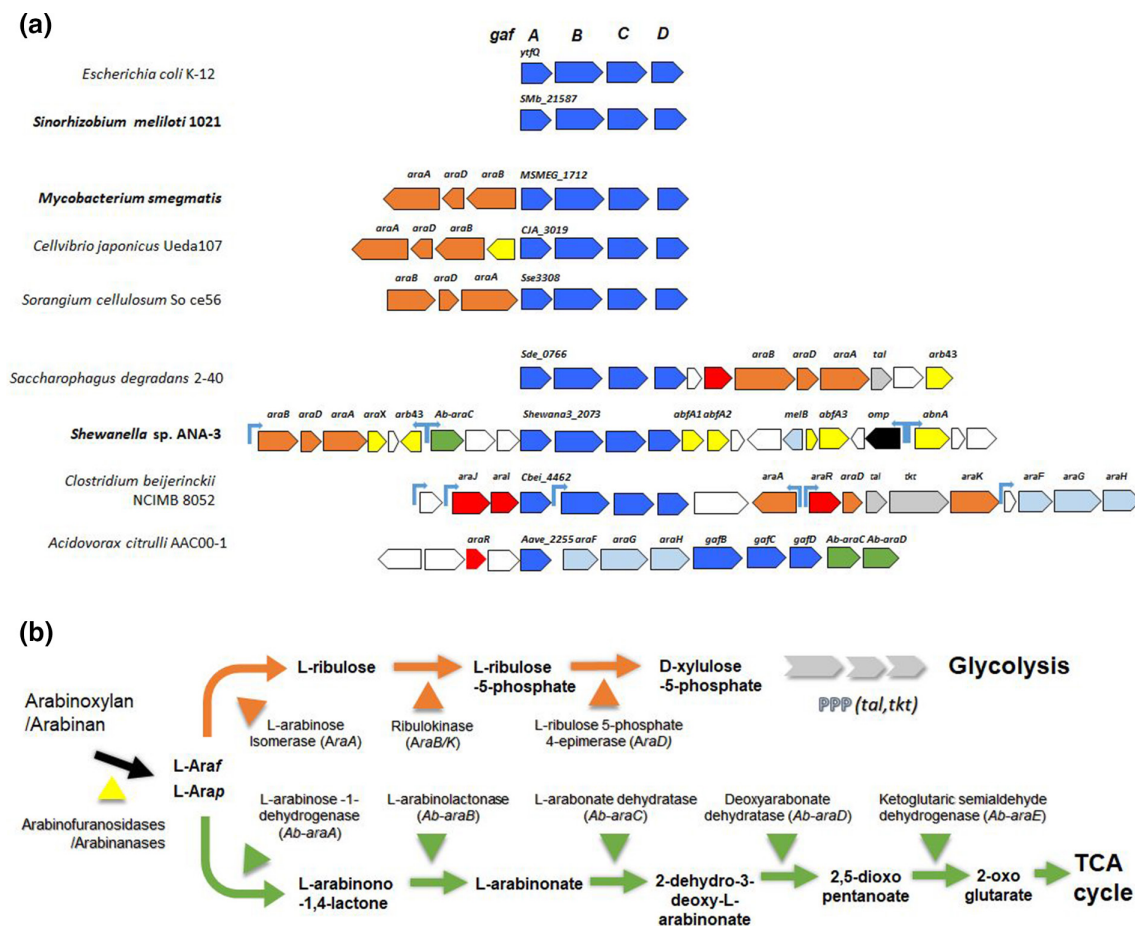 (a)
gaf A B C D
ytfQ
Escherichia coli K-12
SMb_21587
Sinorhizobium meliloti 1021
araA araD araB MSMEG_1712
Mycobacterium smegmatis
araA araD araB CJA_3019
Cellvibrio japonicus Ueda107
araB araD araA Sse3308
Sorangium cellulosum So ce56
Sde_0766 araB araD araA tal arb43
Saccharophagus degradans 2-40
araB araD araA araX arb43 Ab-araC Shewana3_2073 abfA1 abfA2 melB abfA3 omp abnA
Shewanella sp. ANA-3
Clostridium beijerinckii
NCIMB 8052
araJ araI Cbei_4462 araA araR araD tal tkt araK araF araG araH
Acidovorax citrulli AAC00-1
araR Aave_2255 araF araG araH gafB gafC gafD Ab-araC Ab-araD
(b)
Arabinoxylan
/Arabinan
L-Araf
L-Arap
Arabinofuranosidases
/Arabinanases
L-ribulose
L-ribulose
-5-phosphate
D-xylulose
-5-phosphate
Glycolysis
PPP (tal,tkt)
L-arabinose
Isomerase (AraA)
Ribulokinase
(AraB/K)
L-ribulose 5-phosphate
4-epimerase (AraD)
L-arabinose -1-
dehydrogenase
(Ab-araA)
L-arabinolactonase
(Ab-araB)
L-arabonate dehydratase
(Ab-araC)
Deoxyarabonate
dehydratase (Ab-araD)
Ketoglutaric semialdehyde
dehydrogenase (Ab-araE)
L-arabinono
-1,4-lactone
L-arabinonate
2-dehydro-3-
deoxy-L-
arabinonate
2,5-dioxo
pentanoate
2-oxo
glutarate
TCA
cycle